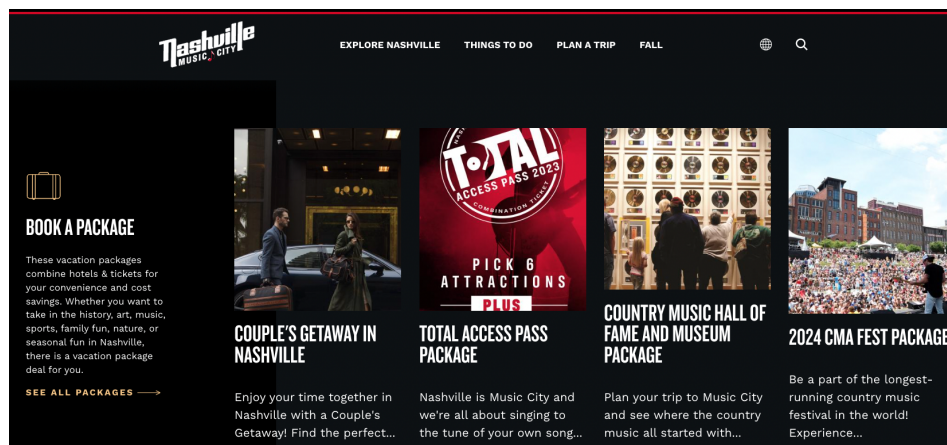 Nashville
MUSIC CITY
EXPLORE NASHVILLE THINGS TO DO PLAN A TRIP FALL
BOOK A PACKAGE
These vacation packages
combine hotels & tickets for
your convenience and cost
savings. Whether you want to
take in the history, art, music,
sports, family fun, nature, or
seasonal fun in Nashville,
there is a vacation package
deal for you.
SEE ALL PACKAGES
TOTAL
ACCESS PASS 2023
COMBINATION TICKET
PICK 6
ATTRACTIONS
PLUS
COUPLE'S GETAWAY IN
NASHVILLE
Enjoy your time together in
Nashville with a Couple's
Getaway! Find the perfect...
TOTAL ACCESS PASS
PACKAGE
Nashville is Music City and
we're all about singing to
the tune of your own song...
COUNTRY MUSIC HALL OF
FAME AND MUSEUM
PACKAGE
Plan your trip to Music City
and see where the country
music all started with...
2024 CMA FEST PACKAGE
Be a part of the longest-
running country music
festival in the world!
Experience...